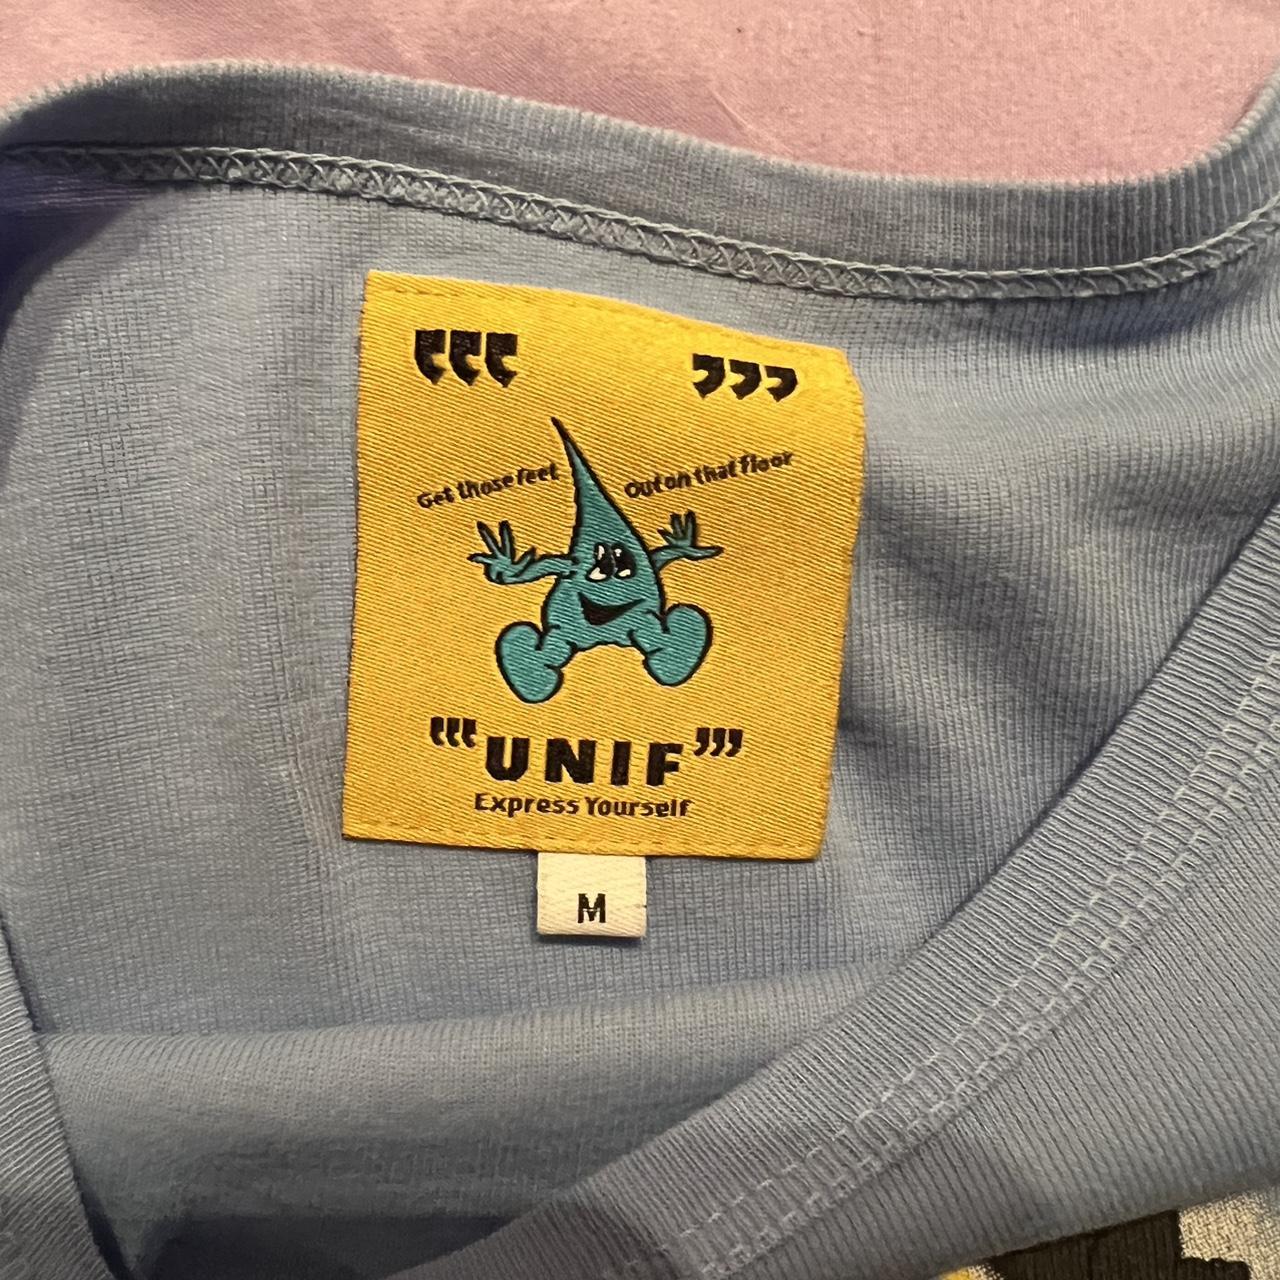 ❛❛❛ ❜❜❜
Get those feet
Out on that floor
❛❛❛UNIF❜❜❜
Express Yourself
M